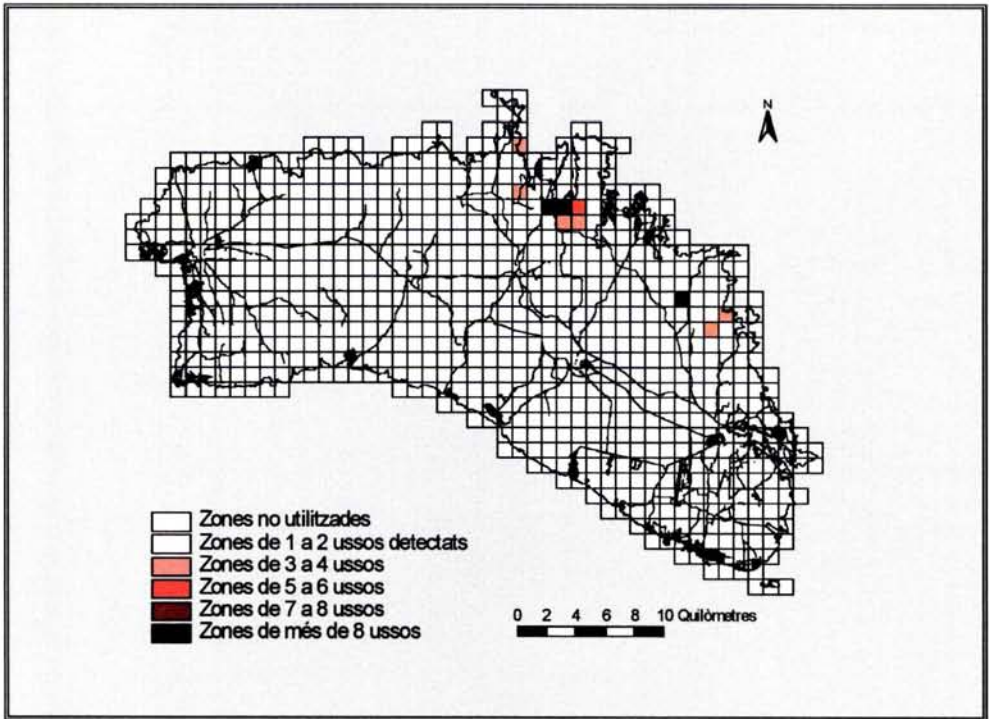 N
Zones no utilitzades
Zones de 1 a 2 ussos detectats
Zones de 3 a 4 ussos
Zones de 5 a 6 ussos
Zones de 7 a 8 ussos
Zones de més de 8 ussos
0 2 4 6 8 10 Quilòmetres